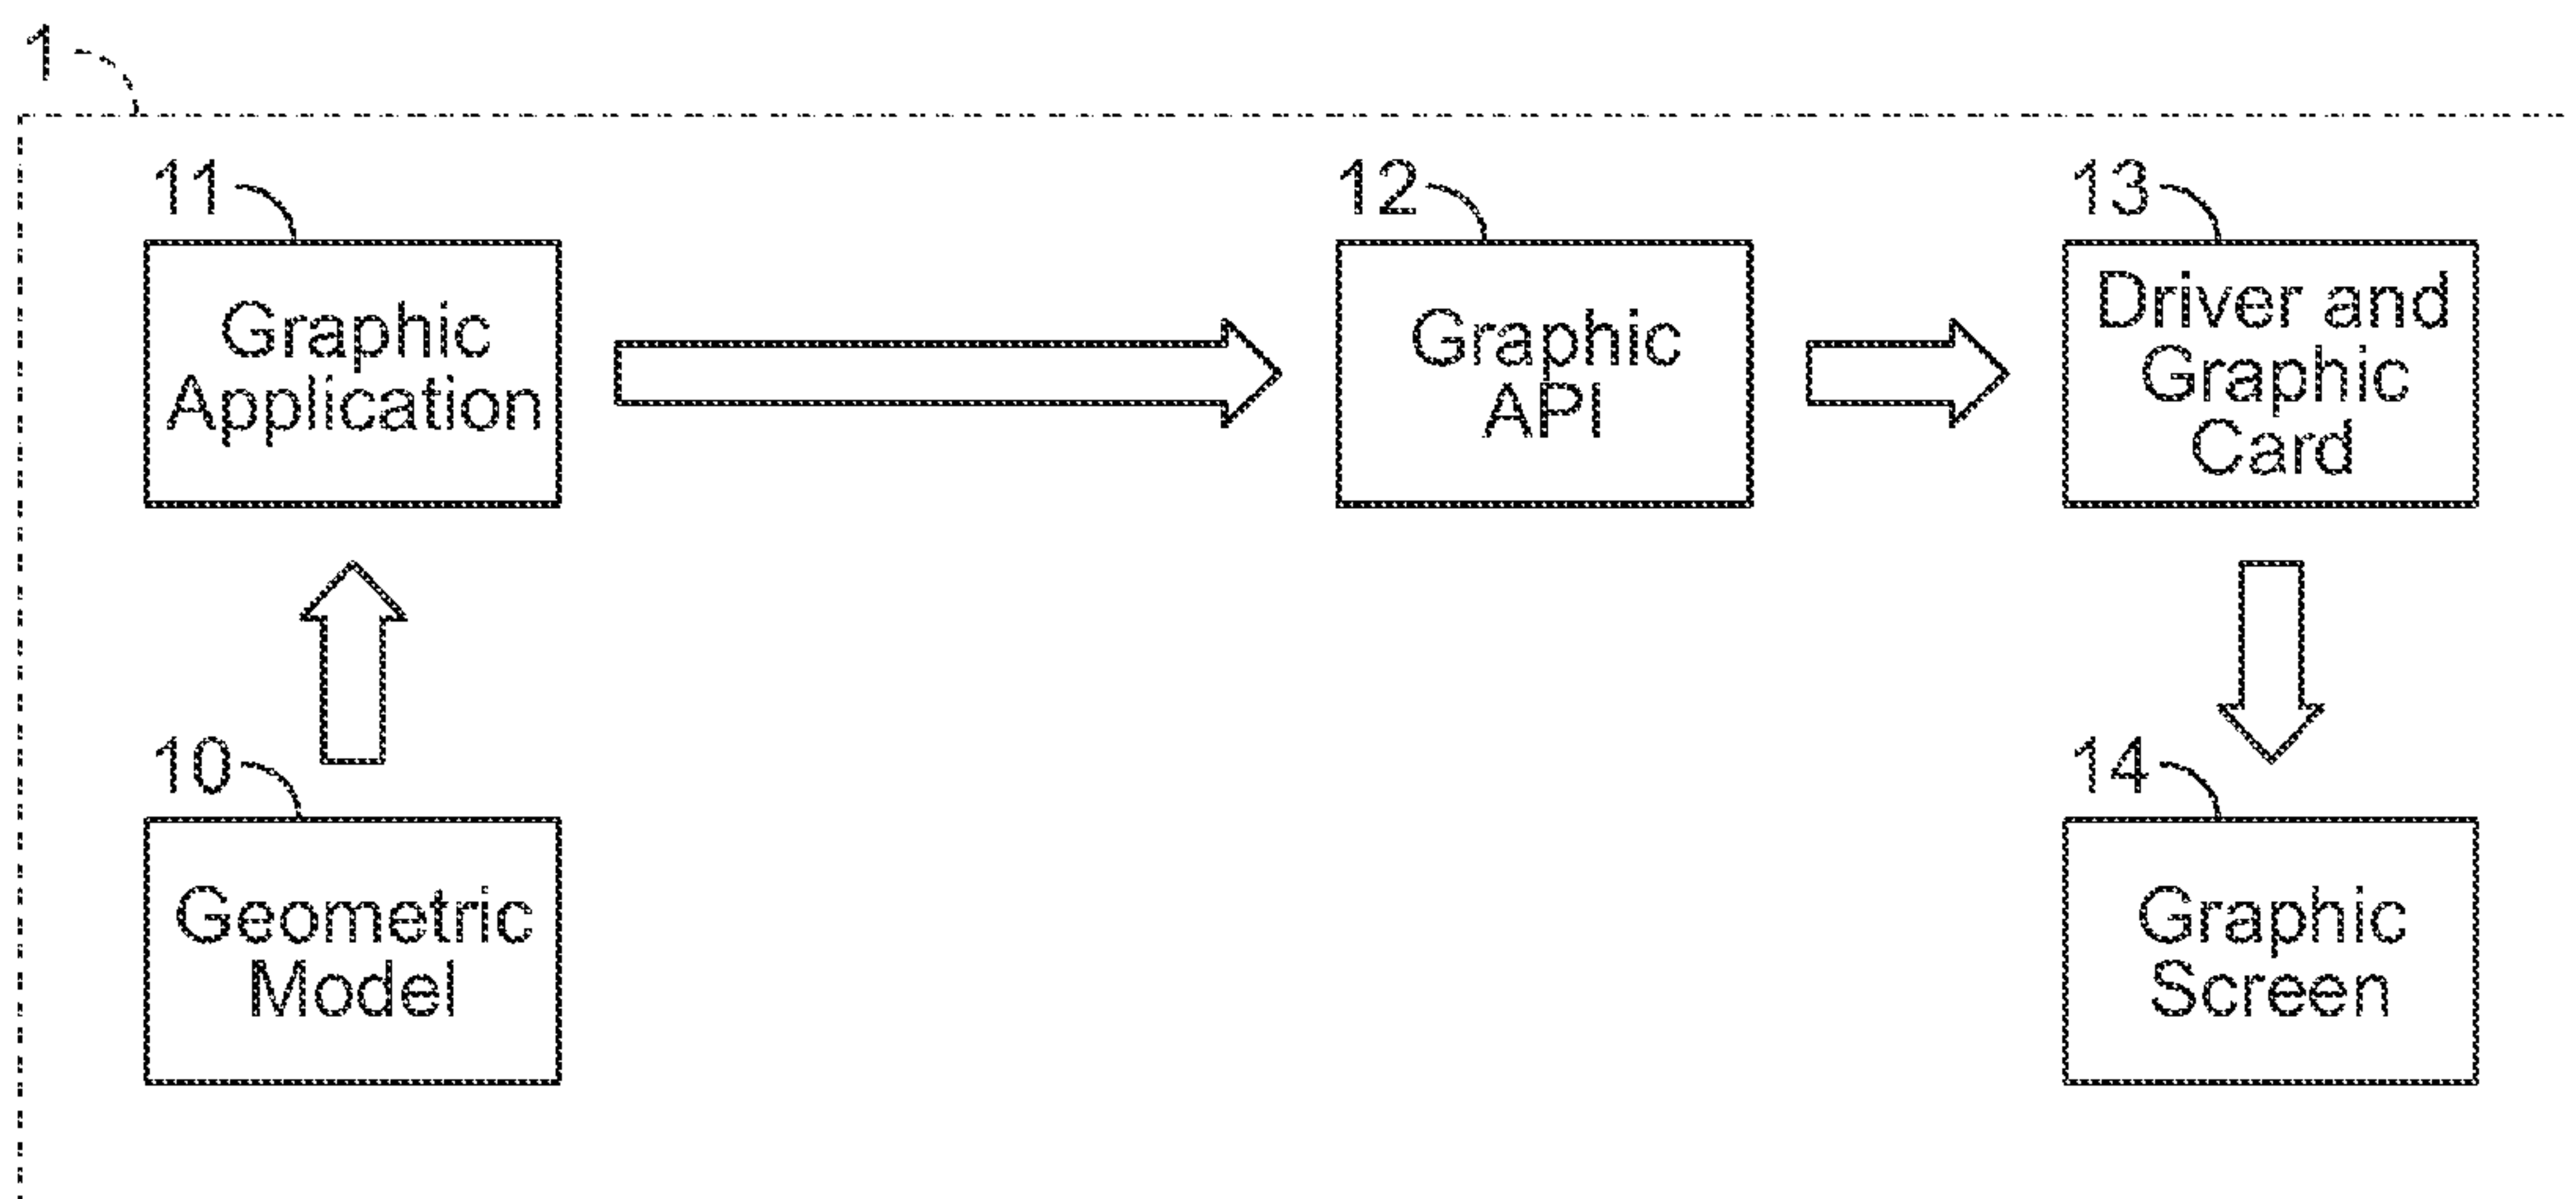 1
11
12
13
Graphic
Application
Graphic
API
Driver and
Graphic
Card
10
14
Geometric
Model
Graphic
Screen